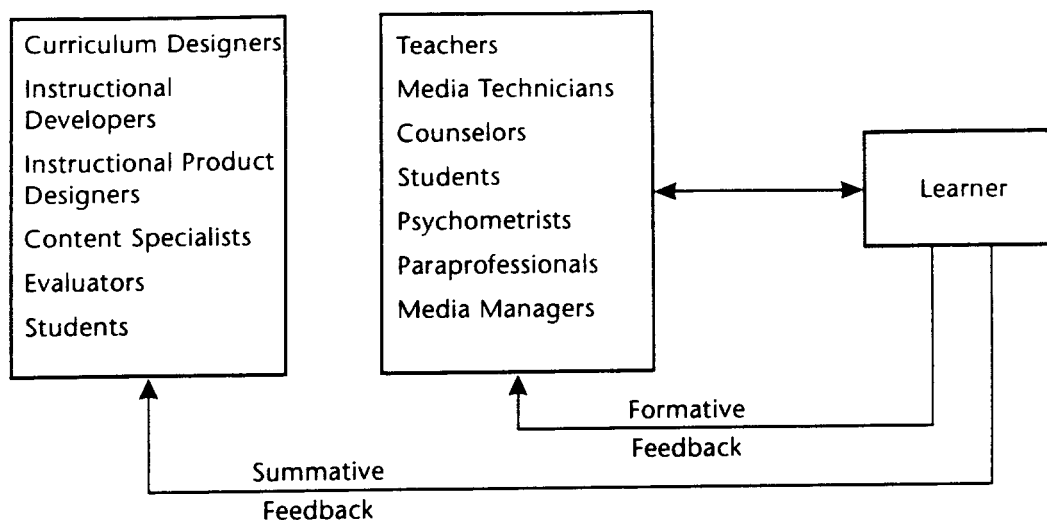 Curriculum Designers
Instructional
Developers
Instructional Product
Designers
Content Specialists
Evaluators
Students
Teachers
Media Technicians
Counselors
Students
Psychometrists
Paraprofessionals
Media Managers
Learner
Formative
Feedback
Summative
Feedback